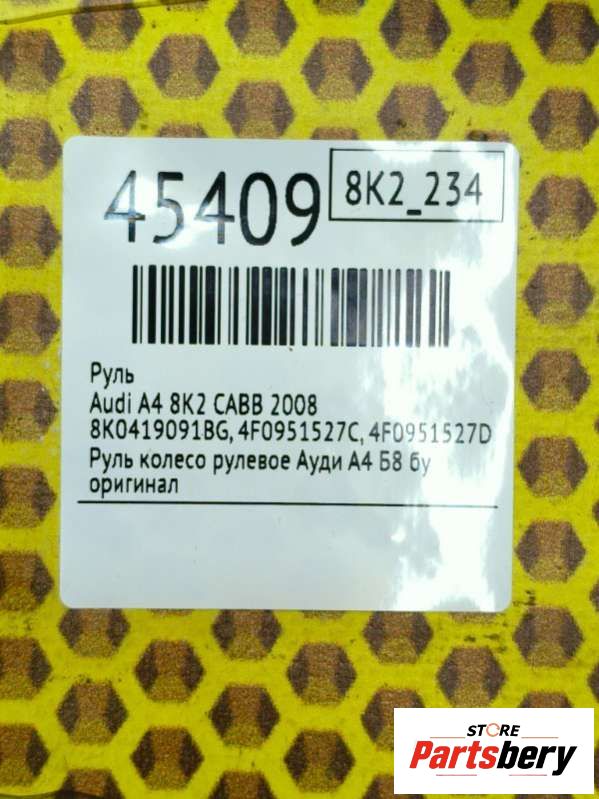 45409
8K2_234
Руль
Audi A4 8K2 CABB 2008
8K0419091BG, 4F0951527C, 4F0951527D
Руль колесо рулевое Ауди А4 Б8 бу
оригинал
STORE
Partsbery